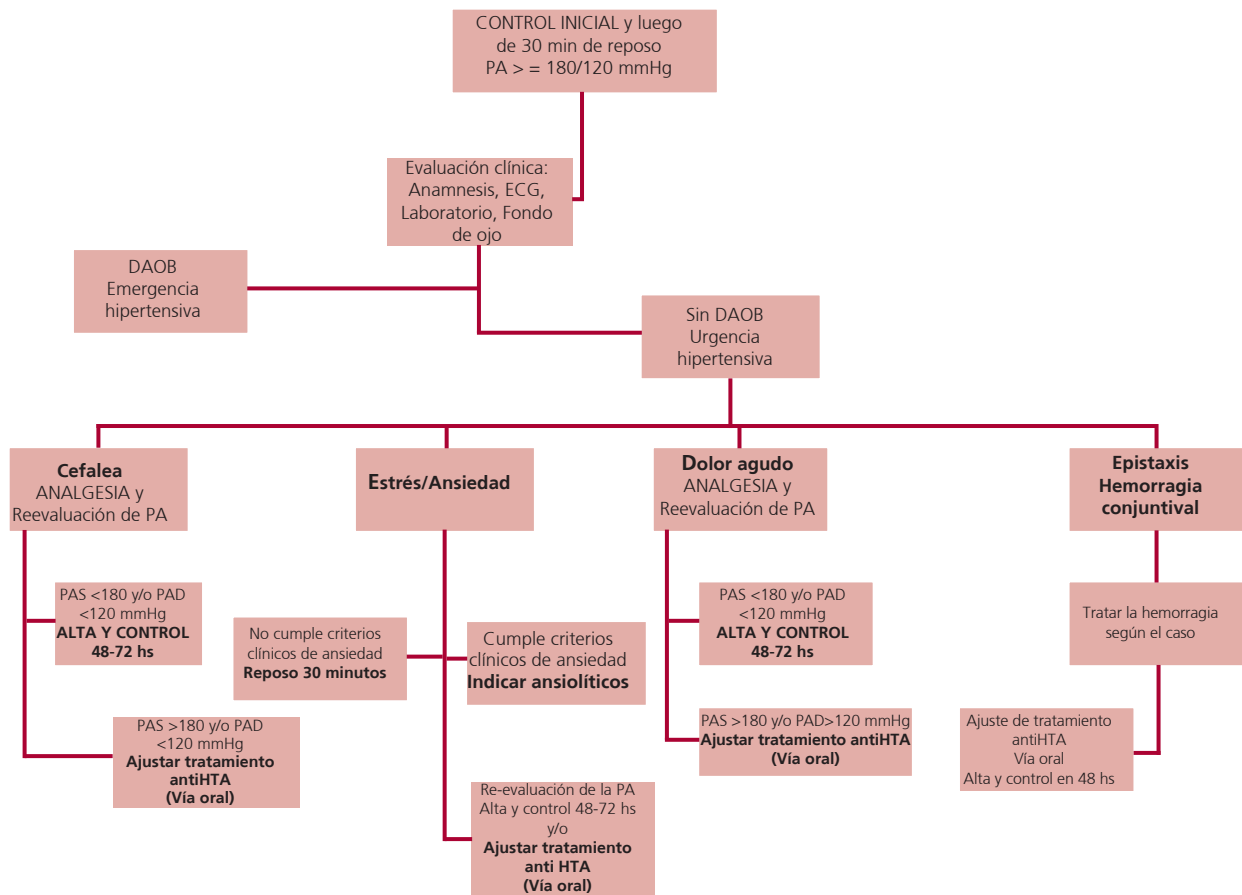 CONTROL INICIAL y luego
de 30 min de reposo
PA > = 180/120 mmHg
Evaluación clínica:
Anamnesis, ECG,
Laboratorio, Fondo
de ojo
DAOB
Emergencia
hipertensiva
Sin DAOB
Urgencia
hipertensiva
Cefalea
ANALGESIA y
Reevaluación de PA
PAS <180 y/o PAD
<120 mmHg
ALTA Y CONTROL
48-72 hs
PAS >180 y/o PAD
<120 mmHg
Ajustar tratamiento
antiHTA
(Vía oral)
Estrés/Ansiedad
No cumple criterios
clínicos de ansiedad
Reposo 30 minutos
Cumple criterios
clínicos de ansiedad
Indicar ansiolíticos
Re-evaluación de la PA
Alta y control 48-72 hs
y/o
Ajustar tratamiento
anti HTA
(Vía oral)
Dolor agudo
ANALGESIA y
Reevaluación de PA
PAS <180 y/o PAD
<120 mmHg
ALTA Y CONTROL
48-72 hs
PAS >180 y/o PAD>120 mmHg
Ajustar tratamiento antiHTA
(Vía oral)
Epistaxis
Hemorragia
conjuntival
Tratar la hemorragia
según el caso
Ajuste de tratamiento
antiHTA
Vía oral
Alta y control en 48 hs